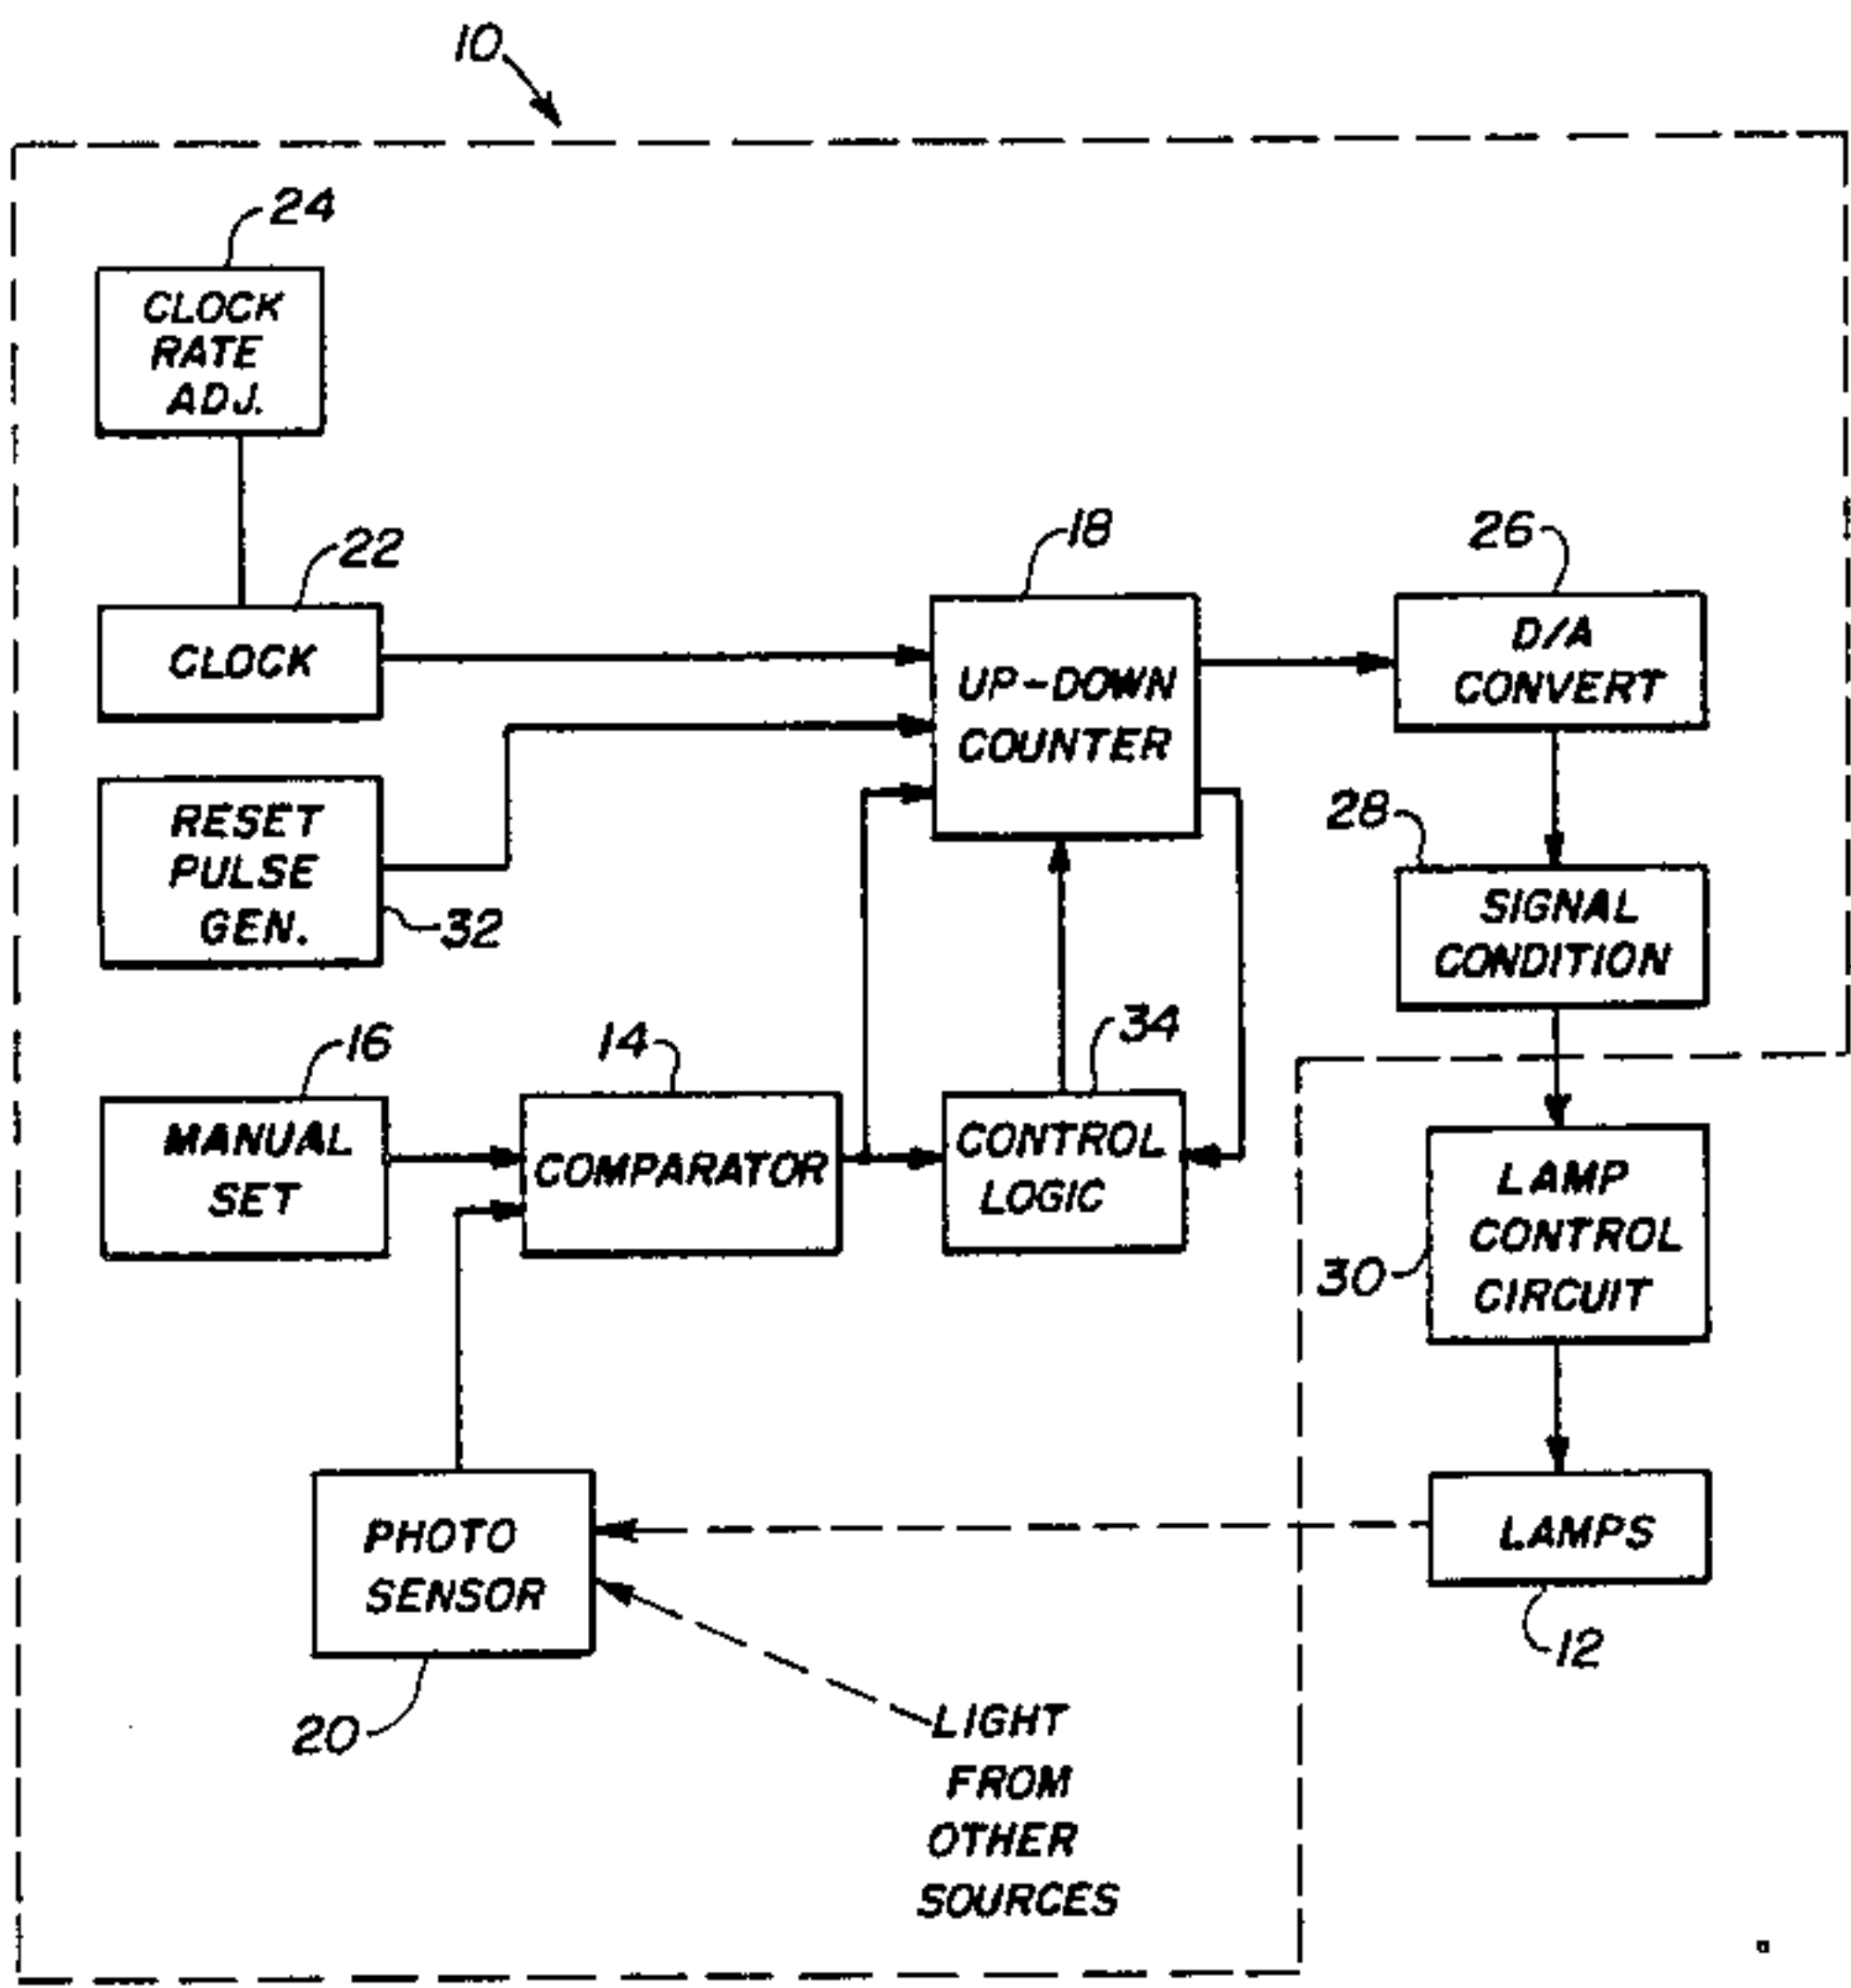 10
24
CLOCK
RATE
ADJ.
22
CLOCK
18
UP-DOWN
COUNTER
26
D/A
CONVERT
RESET
PULSE
GEN.
32
28
SIGNAL
CONDITION
16
MANUAL
SET
14
COMPARATOR
34
CONTROL
LOGIC
30
LAMP
CONTROL
CIRCUIT
PHOTO
SENSOR
20
LAMPS
12
LIGHT
FROM
OTHER
SOURCES